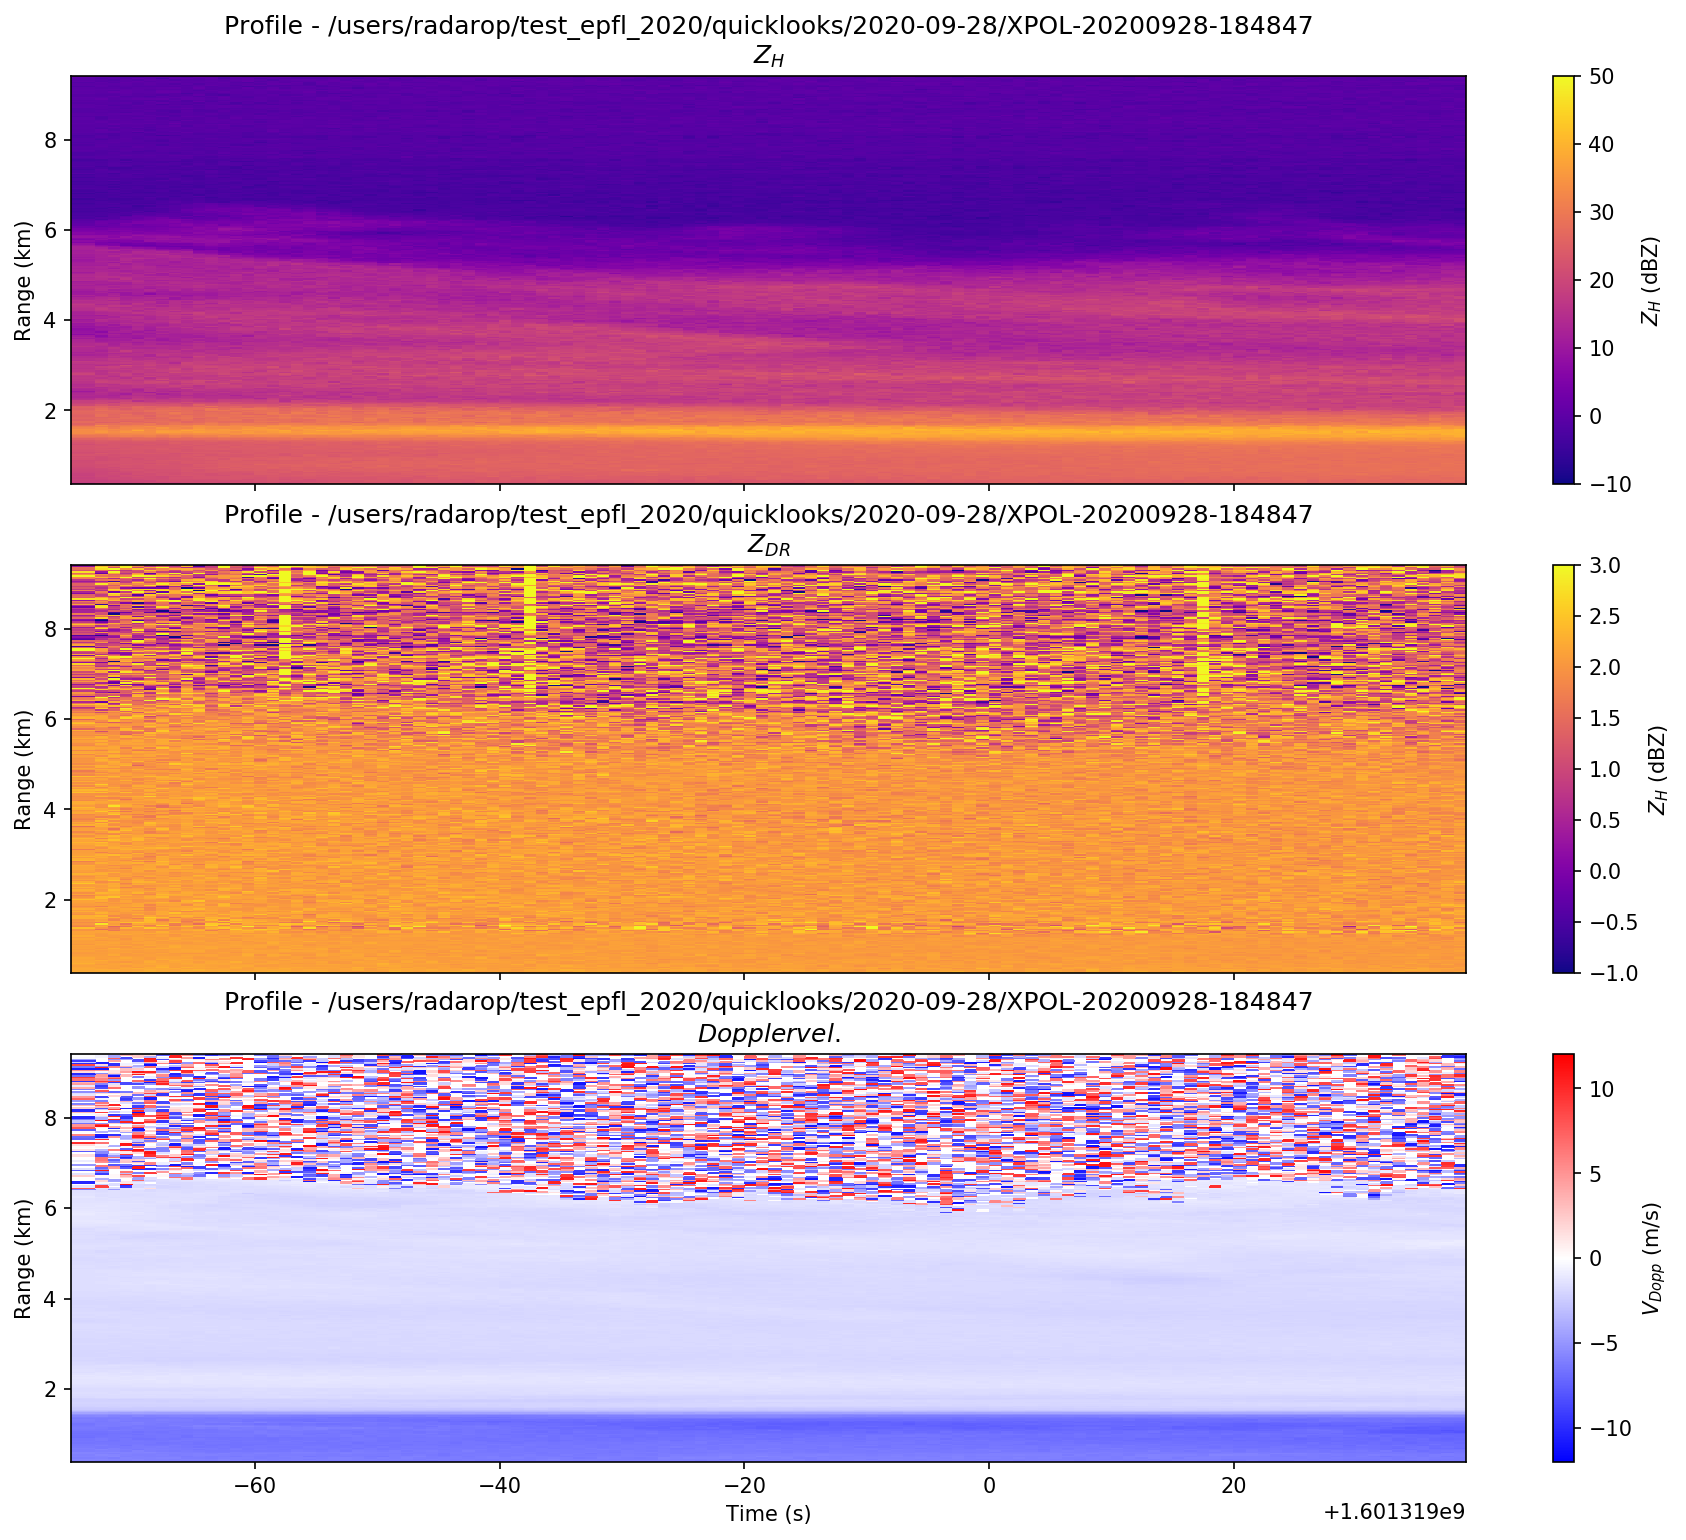 Profile - /users/radarop/test_epfl_2020/quicklooks/2020-09-28/XPOL-20200928-184847
Z_H
Range (km)
8
6
4
2
50
40
30
20
10
0
−10
Z_H (dBZ)
Profile - /users/radarop/test_epfl_2020/quicklooks/2020-09-28/XPOL-20200928-184847
Z_DR
Range (km)
8
6
4
2
3.0
2.5
2.0
1.5
1.0
0.5
0.0
−0.5
−1.0
Z_H (dBZ)
Profile - /users/radarop/test_epfl_2020/quicklooks/2020-09-28/XPOL-20200928-184847
Dopplervel.
Range (km)
8
6
4
2
−60 −40 −20 0 20
Time (s)
+1.601319e9
10
5
0
−5
−10
V_Dopp (m/s)